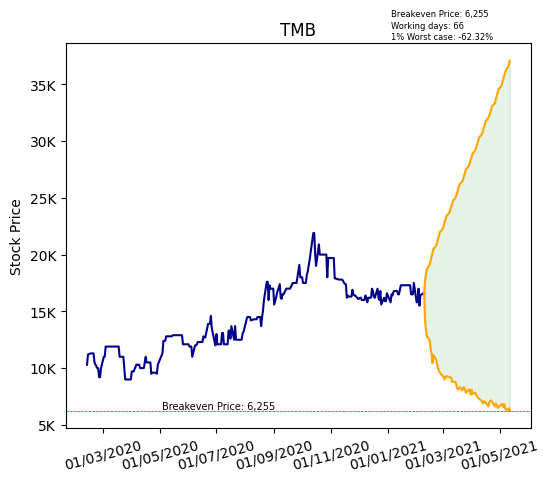 Breakeven Price: 6,255
Working days: 66
1% Worst case: -62.32%
TMB
Stock Price
35K
30K
25K
20K
15K
10K
5K
Breakeven Price: 6,255
01/03/2020
01/05/2020
01/07/2020
01/09/2020
01/11/2020
01/01/2021
01/03/2021
01/05/2021